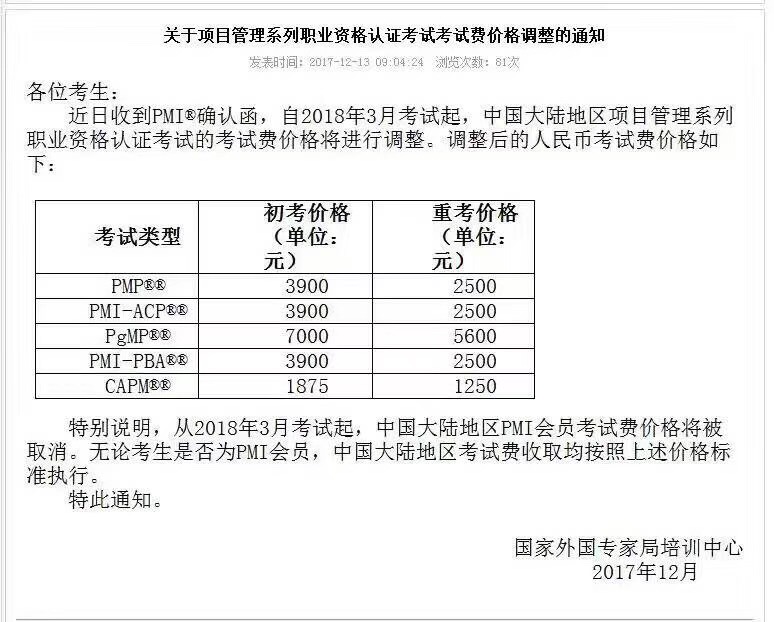 关于项目管理系列职业资格认证考试考试费价格调整的通知
发表时间：2017-12-13 09:04:24 浏览次数：61次
各位考生：
近日收到PMI®确认函，自2018年3月考试起，中国大陆地区项目管理系列
职业资格认证考试的考试费价格将进行调整。调整后的人民币考试费价格如
下：
考试类型
初考价格
（单位：
元）
重考价格
（单位：
元）
PMP®® 3900 2500
PMI-ACP®® 3900 2500
PgMP®® 7000 5600
PMI-PBA®® 3900 2500
CAPM®® 1875 1250
特别说明，从2018年3月考试起，中国大陆地区PMI会员考试费价格将被
取消。无论考生是否为PMI会员，中国大陆地区考试费收取均按照上述价格标
准执行。
特此通知。
国家外国专家局培训中心
2017年12月